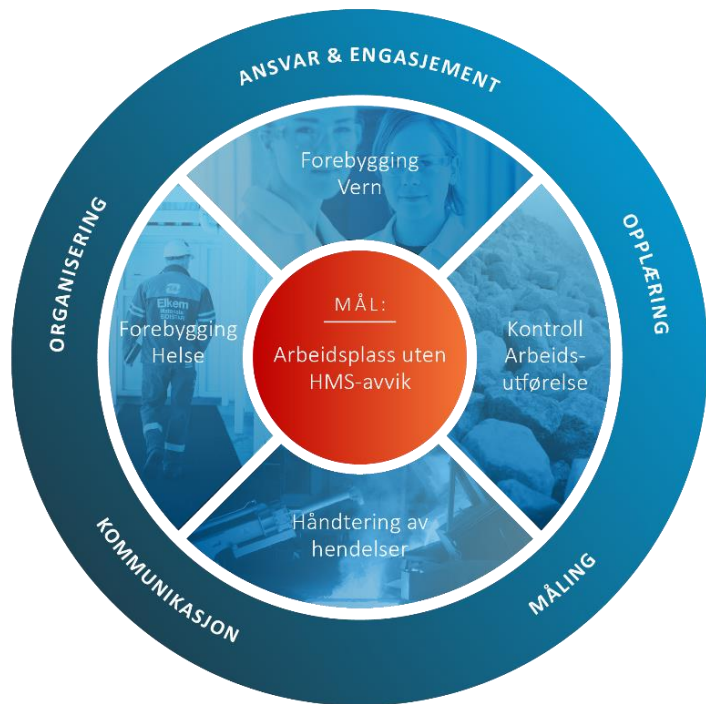 ANSVAR & ENGASJEMENT
Forebygging
Vern
ORGANISERING
OPPLÆRING
Elkem
Forebygging
Helse
MÅL:
Arbeidsplass uten
HMS-avvik
Kontroll
Arbeids-
utførelse
Håndtering av
hendelser
KOMMUNIKASJON
MÅLING